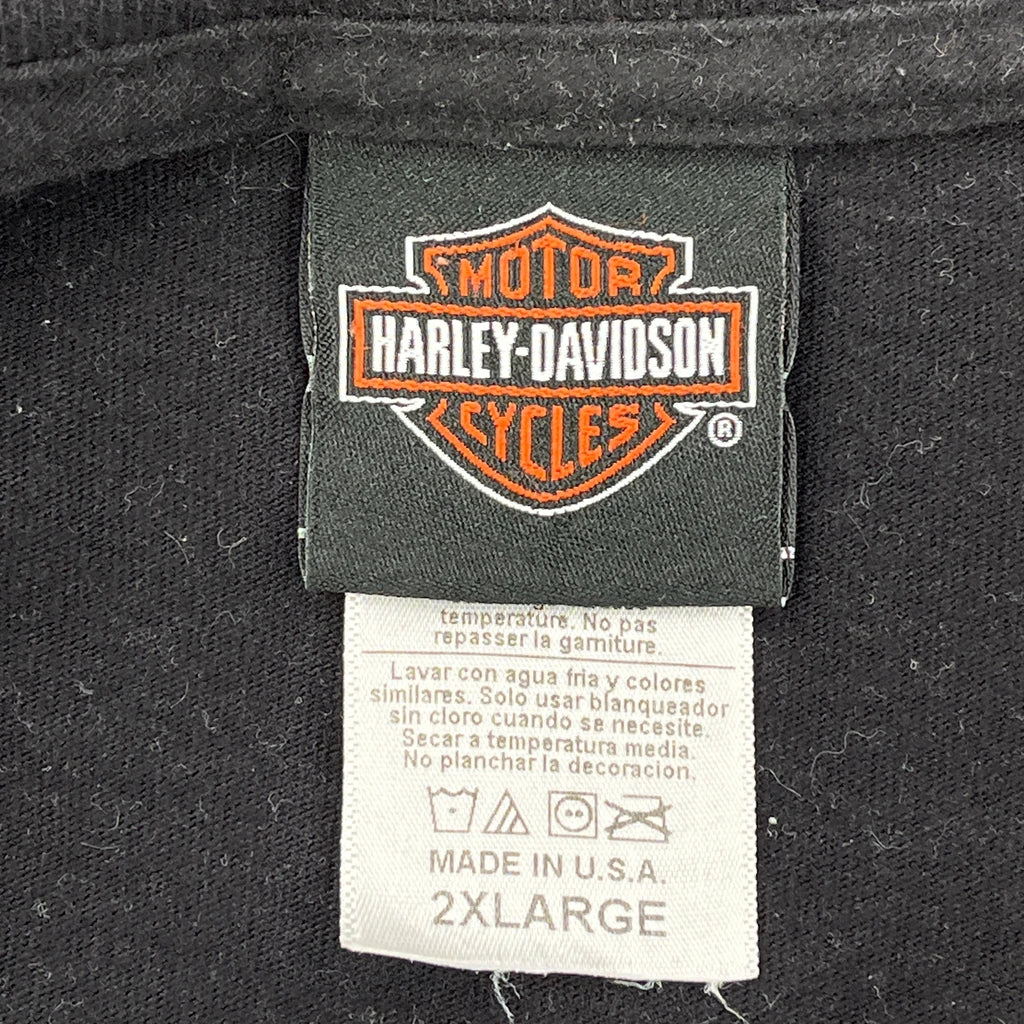 MOTOR
HARLEY-DAVIDSON
CYCLES
®
temperature. No pas
repasser la garniture.
Lavar con agua fria y colores
similares. Solo usar blanqueador
sin cloro cuando se necesite.
Secar a temperatura media.
No planchar la decoracion.
MADE IN U.S.A.
2XLARGE